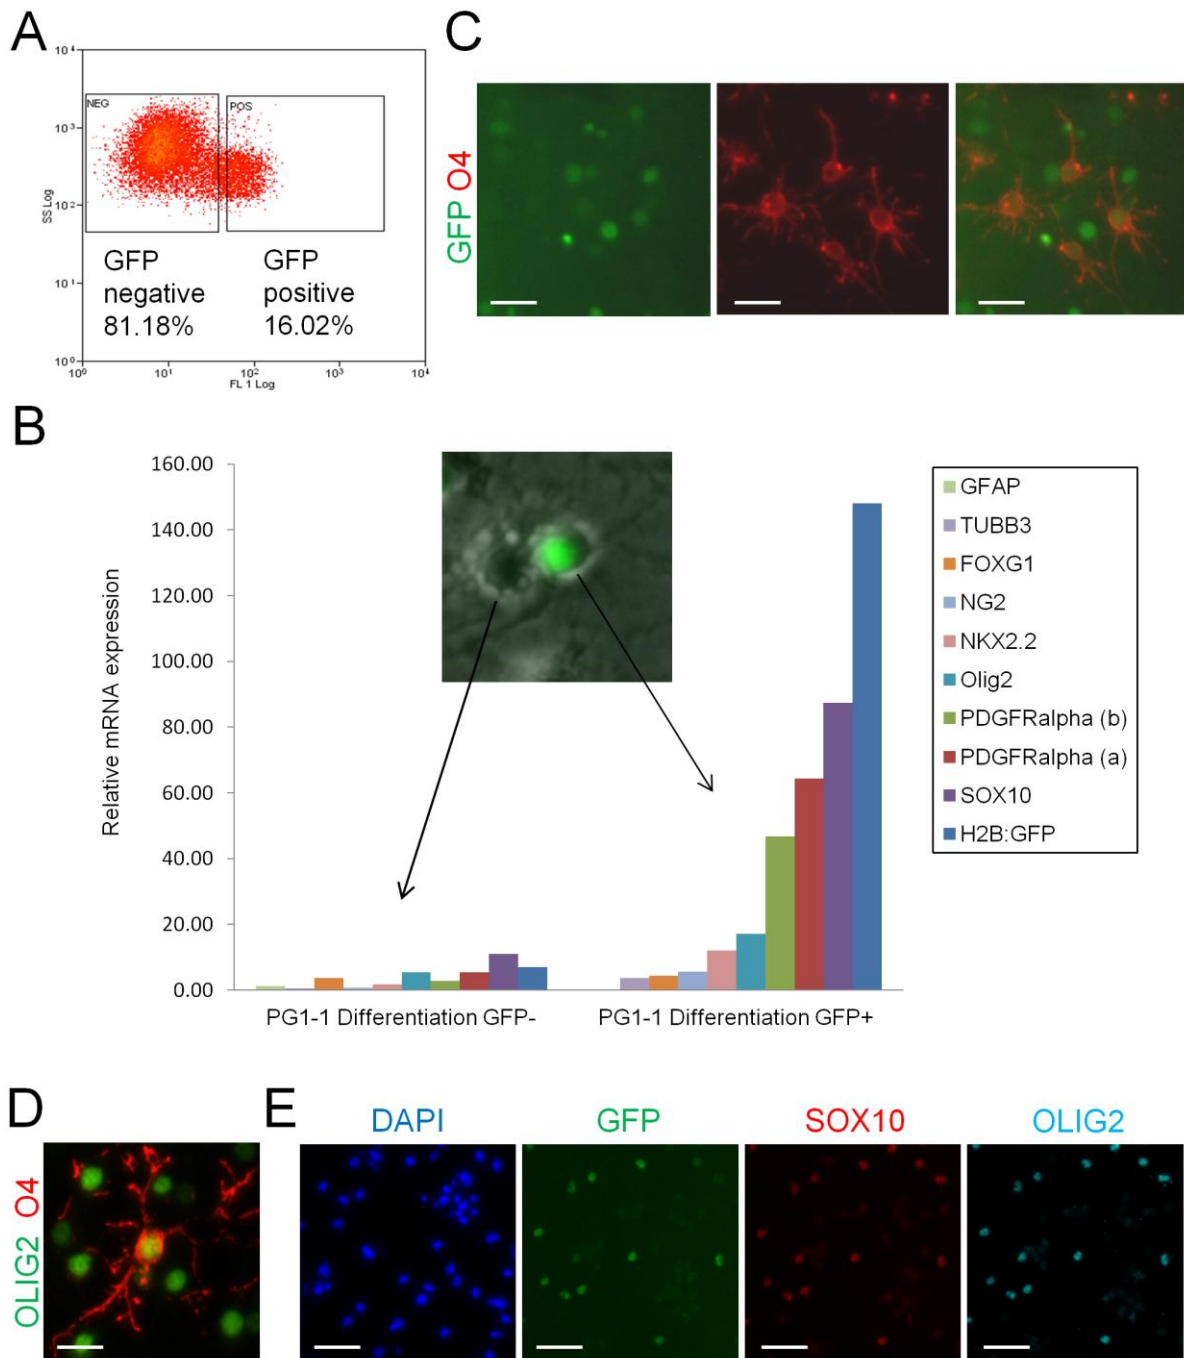 A
10⁴
NEG
POS
10³
SS Log
10²
GFP
negative
81.18%
GFP
positive
16.02%
10¹
10⁰
10⁰ 10¹ 10² 10³ 10⁴
FL 1 Log
C
GFP O4
B
160.00
140.00
120.00
100.00
80.00
60.00
40.00
20.00
0.00
Relative mRNA expression
PG1-1 Differentiation GFP-
PG1-1 Differentiation GFP+
GFAP
TUBB3
FOXG1
NG2
NKX2.2
Olig2
PDGFRalpha (b)
PDGFRalpha (a)
SOX10
H2B:GFP
D
OLIG2 O4
E
DAPI
GFP
SOX10
OLIG2